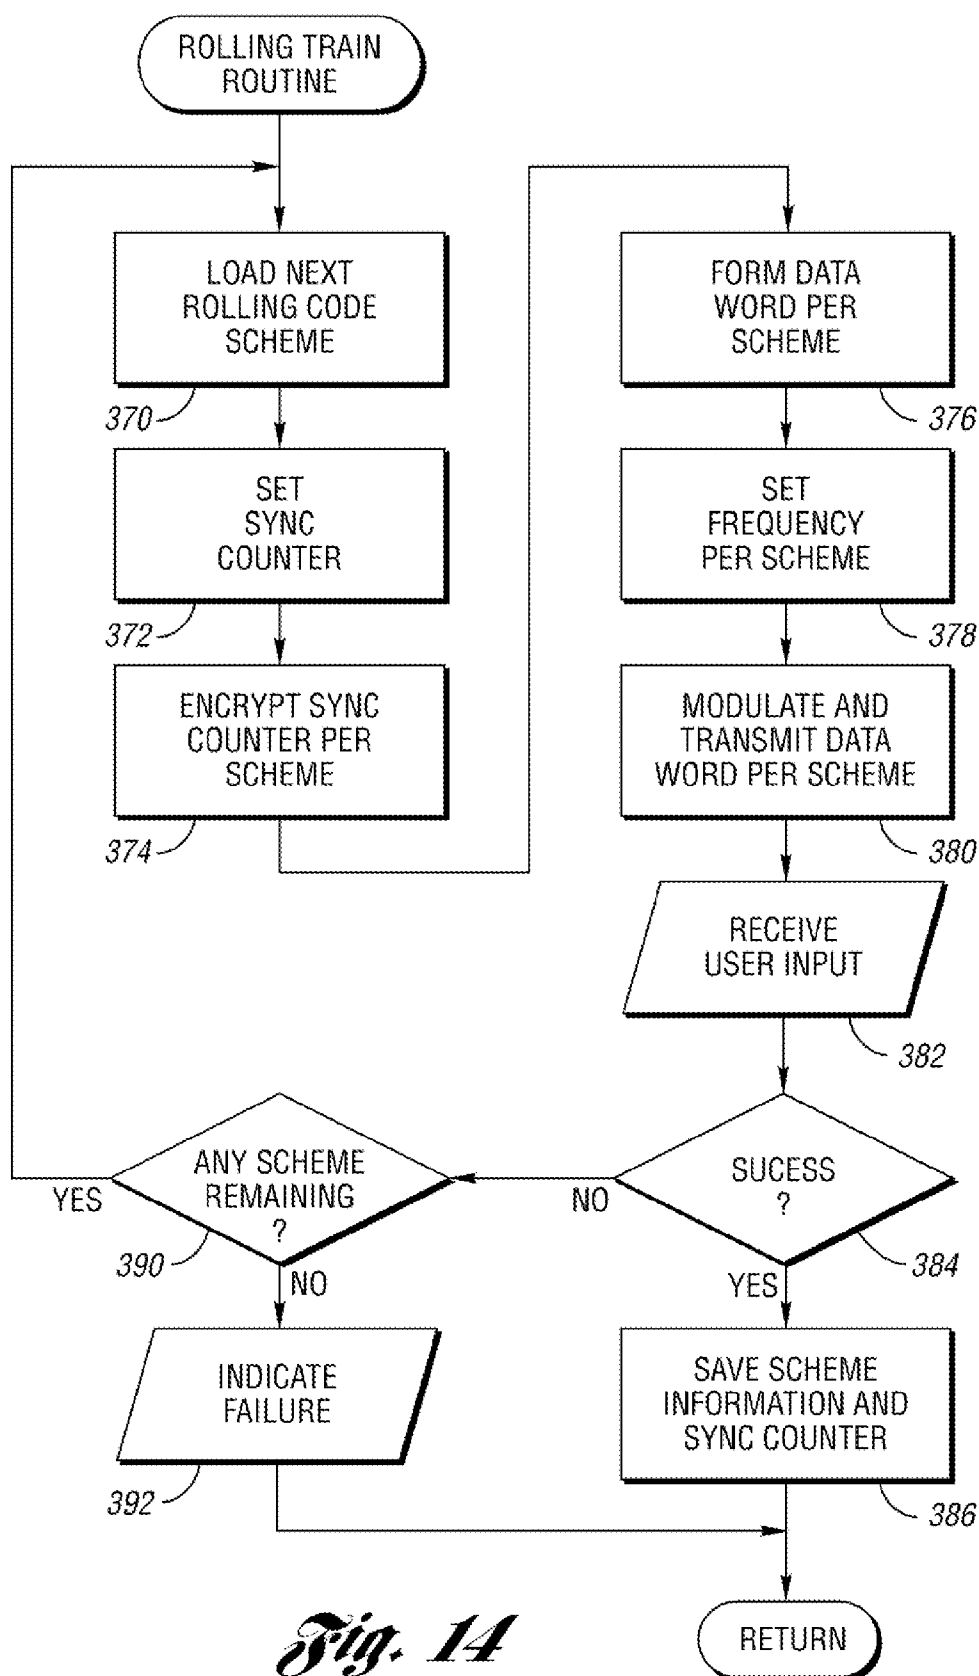 ROLLING TRAIN
ROUTINE
LOAD NEXT
ROLLING CODE
SCHEME
370
SET
SYNC
COUNTER
372
ENCRYPT SYNC
COUNTER PER
SCHEME
374
FORM DATA
WORD PER
SCHEME
376
SET
FREQUENCY
PER SCHEME
378
MODULATE AND
TRANSMIT DATA
WORD PER SCHEME
380
RECEIVE
USER INPUT
382
SUCESS
?
384
NO
YES
ANY SCHEME
REMAINING
?
390
YES
NO
INDICATE
FAILURE
392
SAVE SCHEME
INFORMATION AND
SYNC COUNTER
386
RETURN
Fig. 14